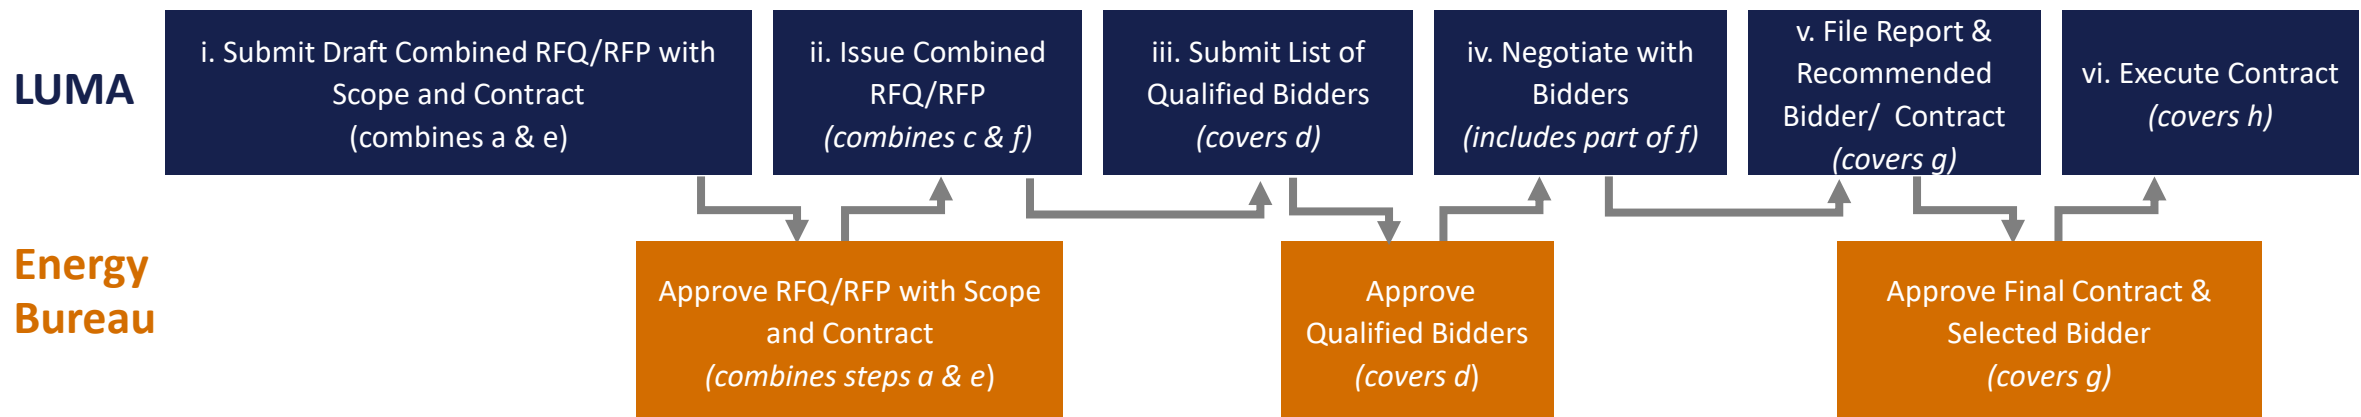 LUMA
i. Submit Draft Combined RFQ/RFP with
Scope and Contract
(combines a & e)
ii. Issue Combined
RFQ/RFP
(combines c & f)
iii. Submit List of
Qualified Bidders
(covers d)
iv. Negotiate with
Bidders
(includes part of f)
v. File Report &
Recommended
Bidder/ Contract
(covers g)
vi. Execute Contract
(covers h)
Energy
Bureau
Approve RFQ/RFP with Scope
and Contract
(combines steps a & e)
Approve
Qualified Bidders
(covers d)
Approve Final Contract &
Selected Bidder
(covers g)